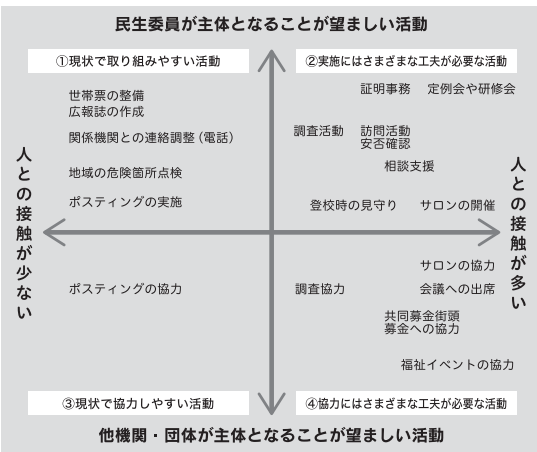 民生委員が主体となることが望ましい活動
①現状で取り組みやすい活動
②実施にはさまざまな工夫が必要な活動
世帯票の整備
広報誌の作成
関係機関との連絡調整（電話）
地域の危険箇所点検
ポスティングの実施
証明事務
定例会や研修会
調査活動
訪問活動
安否確認
相談支援
登校時の見守り
サロンの開催
人との接触が少ない
人との接触が多い
ポスティングの協力
サロンの協力
調査協力
会議への出席
共同募金街頭
募金への協力
福祉イベントの協力
③現状で協力しやすい活動
④協力にはさまざまな工夫が必要な活動
他機関・団体が主体となることが望ましい活動